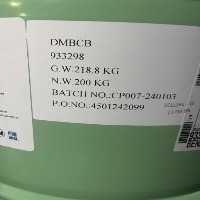 DMBCB
933298
G.W.218.8 KG
N.W.200 KG
BATCH NO.:CP007-240103
P.O.NO.:4501242099